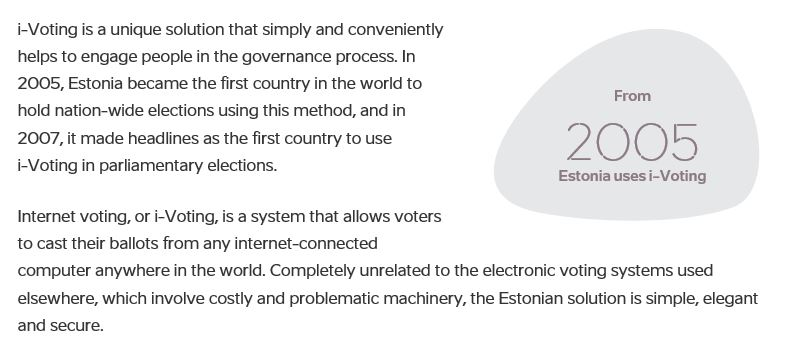 i-Voting is a unique solution that simply and conveniently
helps to engage people in the governance process. In
2005, Estonia became the first country in the world to
hold nation-wide elections using this method, and in
2007, it made headlines as the first country to use
i-Voting in parliamentary elections.
From
2005
Estonia uses i-Voting
Internet voting, or i-Voting, is a system that allows voters
to cast their ballots from any internet-connected
computer anywhere in the world. Completely unrelated to the electronic voting systems used
elsewhere, which involve costly and problematic machinery, the Estonian solution is simple, elegant
and secure.